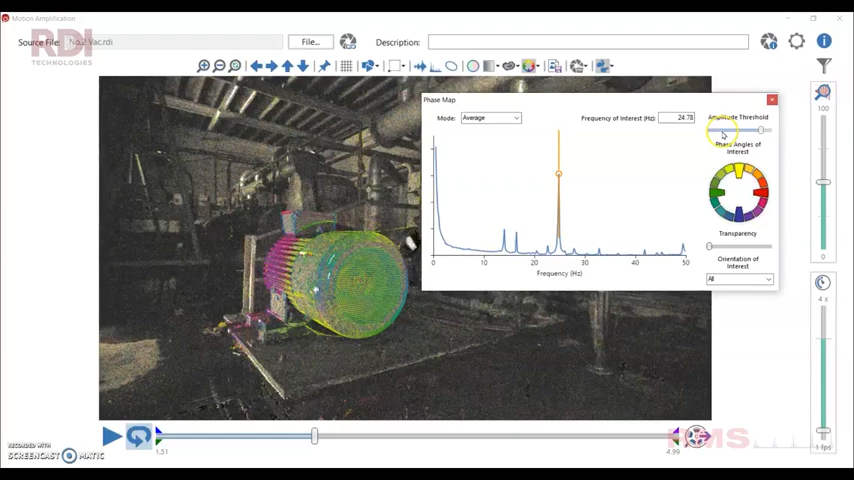 Motion Amplification
Source File:
No.2 Vac.rdi
File...
Description:
RDI
TECHNOLOGIES
Phase Map
Mode:
Average
Frequency of Interest (Hz):
24.78
Amplitude Threshold
Phase Angles of
Interest
Transparency
Orientation of
Interest
All
0
10
20
30
40
50
Frequency (Hz)
100
0
4 x
1 fps
1.51
4.99
RMS
RECORDED WITH
SCREENCAST MATIC